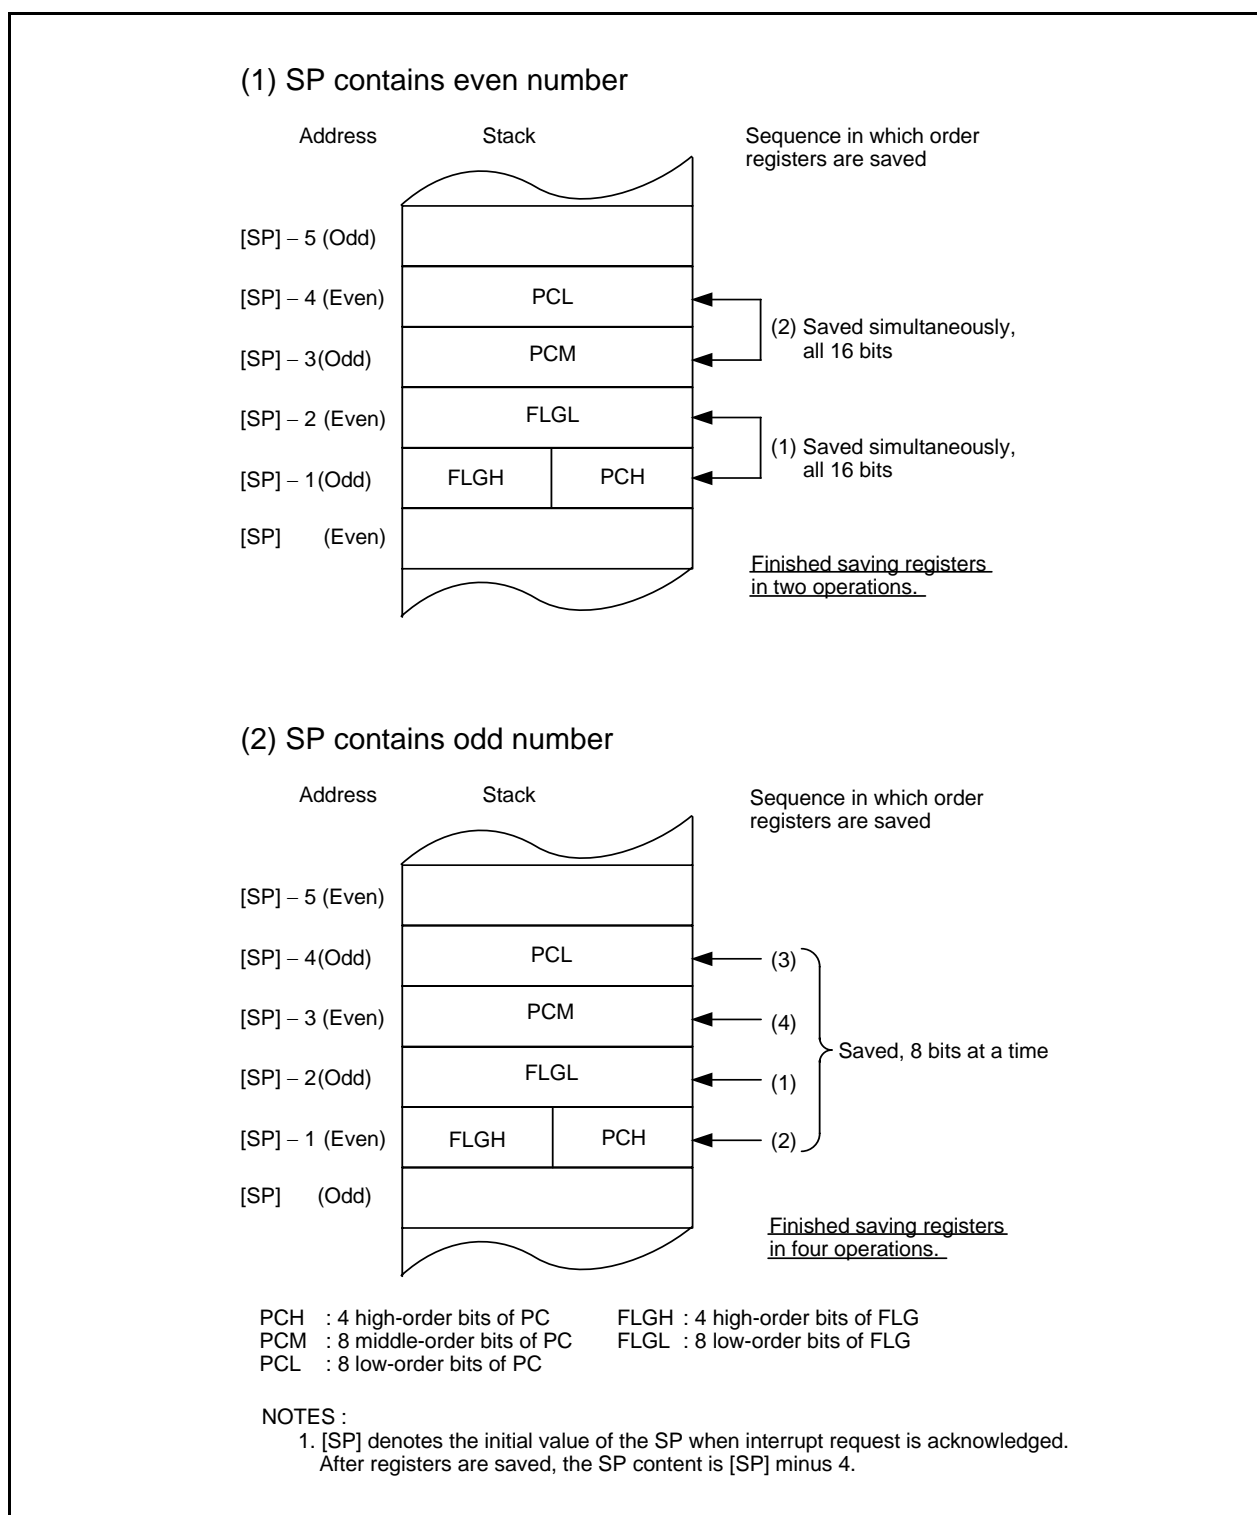 (1) SP contains even number
Address Stack Sequence in which order
registers are saved
[SP] – 5 (Odd)
[SP] – 4 (Even) PCL
(2) Saved simultaneously,
all 16 bits
[SP] – 3(Odd) PCM
[SP] – 2 (Even) FLGL
(1) Saved simultaneously,
all 16 bits
[SP] – 1(Odd) FLGH PCH
[SP] (Even)
Finished saving registers
in two operations.
(2) SP contains odd number
Address Stack Sequence in which order
registers are saved
[SP] – 5 (Even)
[SP] – 4(Odd) PCL (3)
[SP] – 3 (Even) PCM (4)
Saved, 8 bits at a time
[SP] – 2(Odd) FLGL (1)
[SP] – 1 (Even) FLGH PCH (2)
[SP] (Odd)
Finished saving registers
in four operations.
PCH : 4 high-order bits of PC FLGH : 4 high-order bits of FLG
PCM : 8 middle-order bits of PC FLGL : 8 low-order bits of FLG
PCL : 8 low-order bits of PC
NOTES :
1. [SP] denotes the initial value of the SP when interrupt request is acknowledged.
After registers are saved, the SP content is [SP] minus 4.